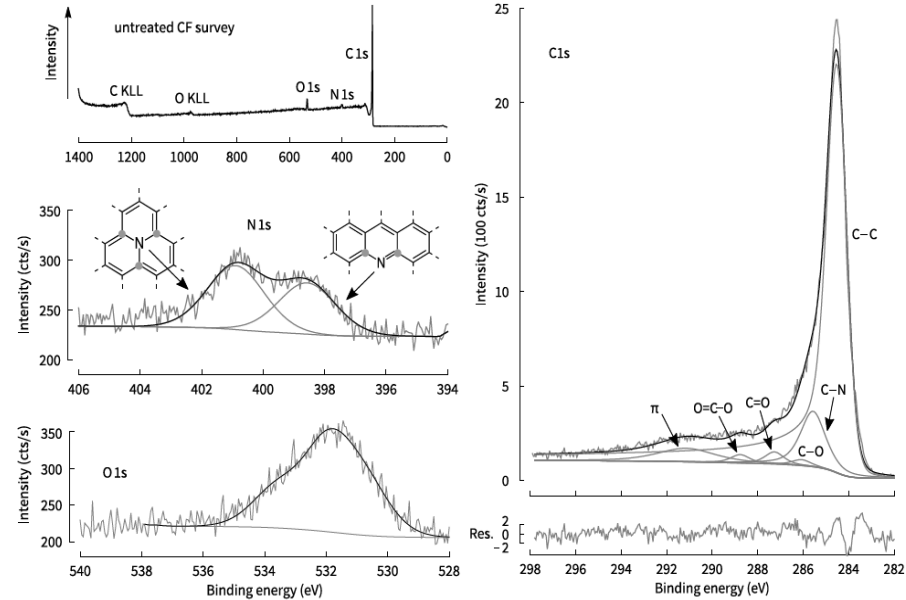 untreated CF survey
Intensity
C KLL
O KLL
O 1s
N 1s
C 1s
1400 1200 1000 800 600 400 200 0
N 1s
Intensity (cts/s)
350
300
250
200
N
N
406 404 402 400 398 396 394
O 1s
Intensity (cts/s)
350
300
250
200
540 538 536 534 532 530 528
Binding energy (eV)
C1s
Intensity (100 cts/s)
25
20
15
10
5
0
C–C
C–N
C=O
O=C–O
π
C–O
Res.
2
0
−2
298 296 294 292 290 288 286 284 282
Binding energy (eV)